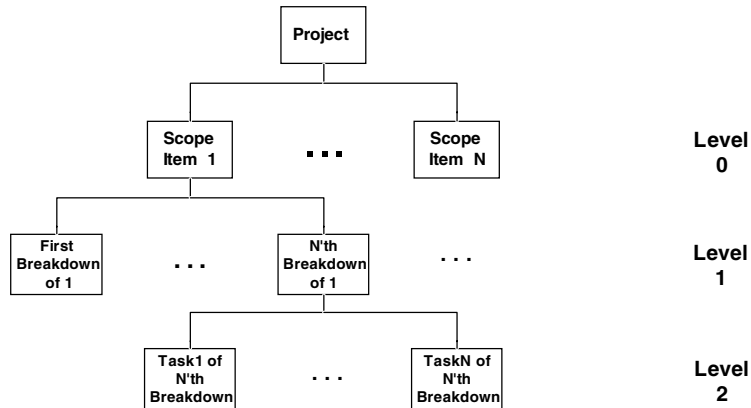 Project
Scope
Item 1
...
Scope
Item N
Level
0
First
Breakdown
of 1
...
N'th
Breakdown
of 1
...
Level
1
Task1 of
N'th
Breakdown
...
TaskN of
N'th
Breakdown
Level
2